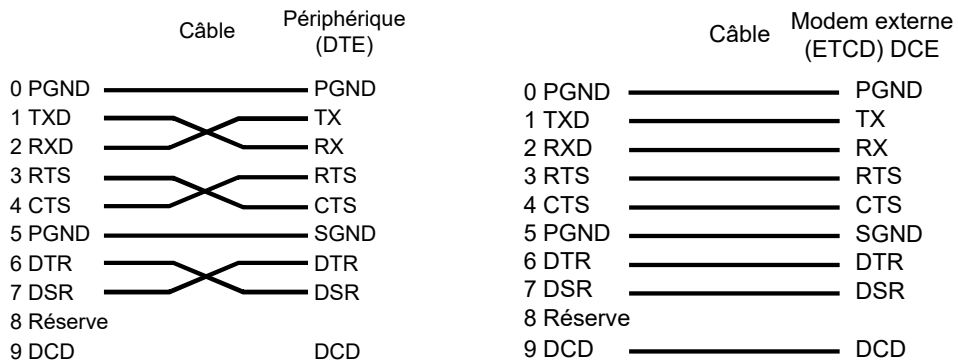 Câble
Périphérique
(DTE)
0 PGND PGND
1 TXD TX
2 RXD RX
3 RTS RTS
4 CTS CTS
5 PGND SGND
6 DTR DTR
7 DSR DSR
8 Réserve
9 DCD DCD
Câble
Modem externe
(ETCD) DCE
0 PGND PGND
1 TXD TX
2 RXD RX
3 RTS RTS
4 CTS CTS
5 PGND SGND
6 DTR DTR
7 DSR DSR
8 Réserve
9 DCD DCD